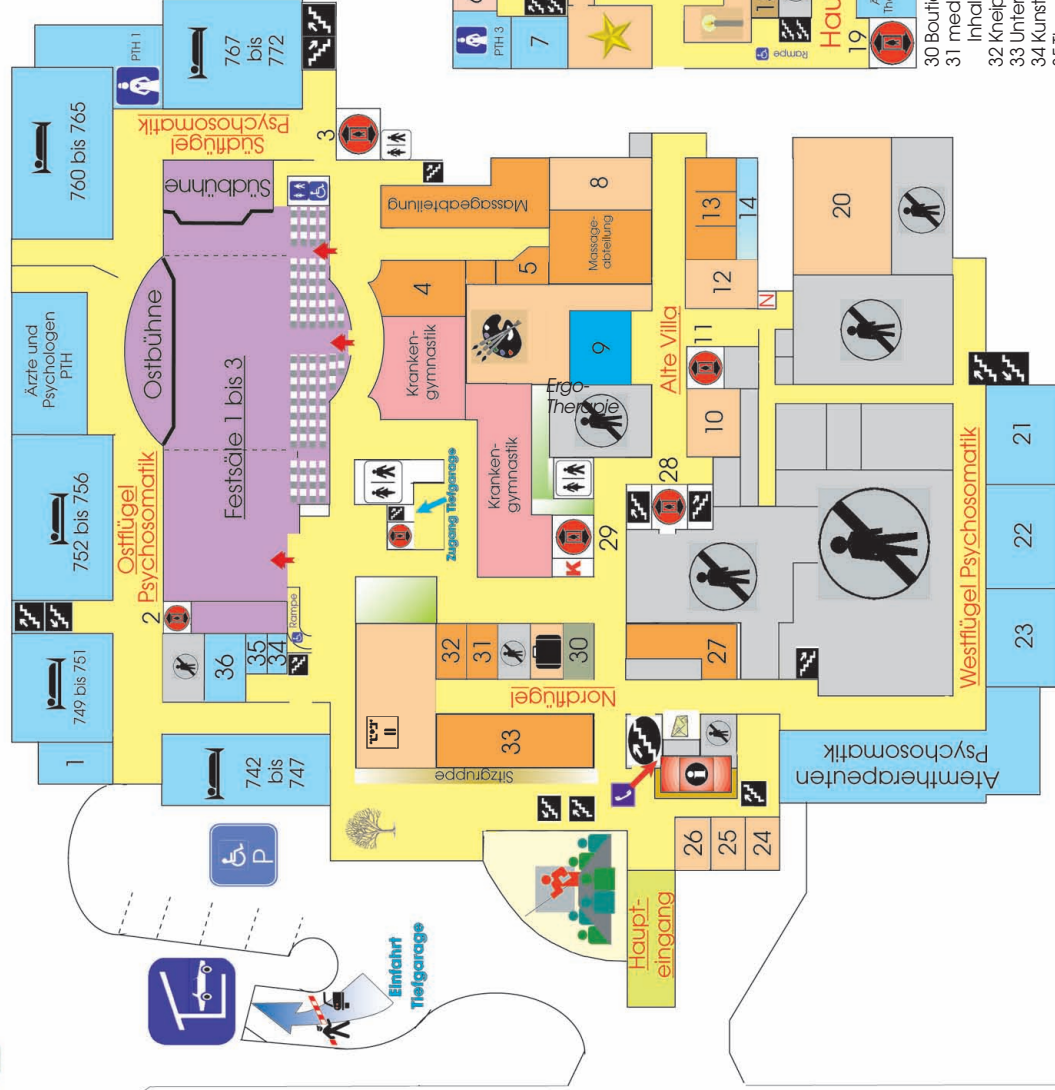 767
bis
772
PTH 1
760 bis 765
Südflügel
Psychosomatik
3
Südbühne
Massageabteilung
8
Massage-
abteilung
5
4
Ärzte und
Psychologen
PTH
Ostbühne
Festsäle 1 bis 3
Kranken-
gymnastik
9
Ergo-
Therapie
Kranken-
gymnastik
752 bis 756
Ostflügel
Psychosomatik
2
Rampe
Zugang Tiefgarage
K
29
28
749 bis 751
36
35
34
32
31
30
Nordflügel
27
1
742
bis
747
33
Sitzgruppe
P
Einfahrt
Tiefgarage
Haupt-
eingang
26
25
24
Atemtherapeuten
Psychosomatik
23
22
21
Westflügel Psychosomatik
20
13
14
12
N
11
Alte Villa
10
PTH 3
7
Rampe
Hau
19
30 Boutic
31 med
Inhal
32 Kneip
33 Unter
34 Kunst